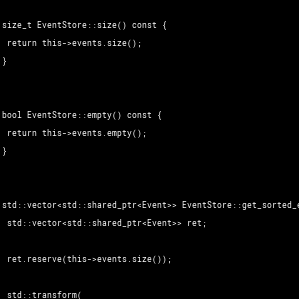 size_t EventStore::size() const {
return this->events.size();
}
bool EventStore::empty() const {
return this->events.empty();
}
std::vector<std::shared_ptr<Event>> EventStore::get_sorted_e
std::vector<std::shared_ptr<Event>> ret;
ret.reserve(this->events.size());
std::transform(